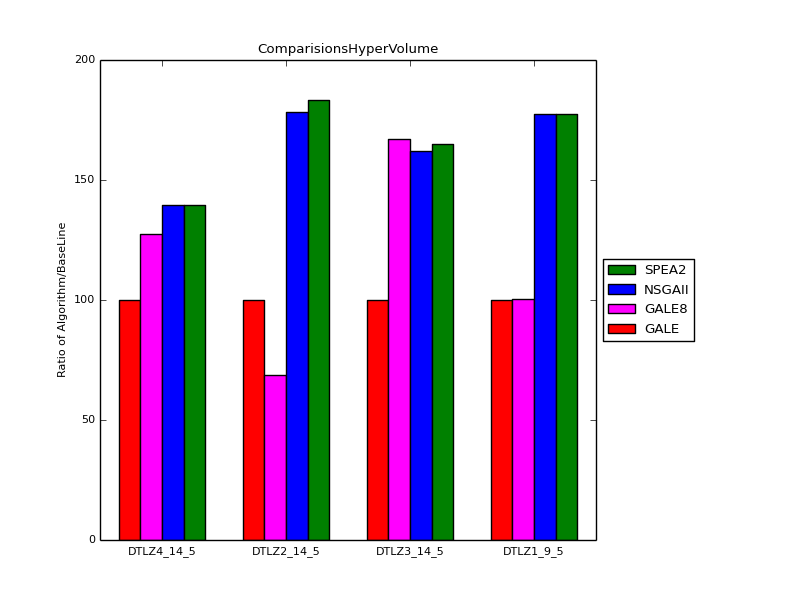 ComparisionsHyperVolume
Ratio of Algorithm/BaseLine
200
150
100
50
0
DTLZ4_14_5
DTLZ2_14_5
DTLZ3_14_5
DTLZ1_9_5
SPEA2
NSGAII
GALE8
GALE